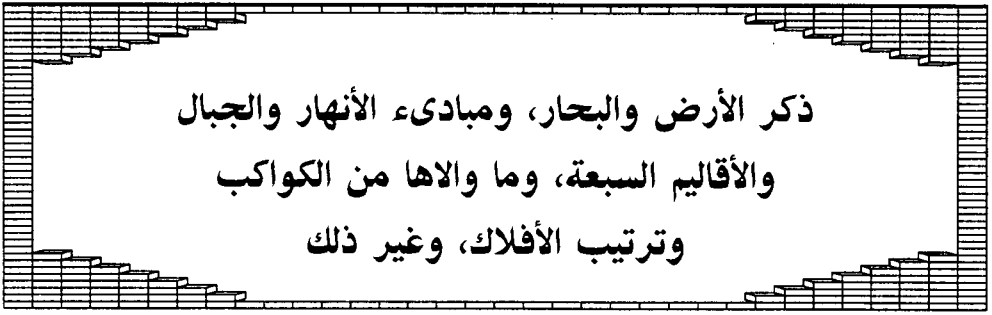 ذكر الأرض والبحار، ومبادىء الأنهار والجبال
والأقاليم السبعة، وما والاها من الكواكب
وترتيب الأفلاك، وغير ذلك